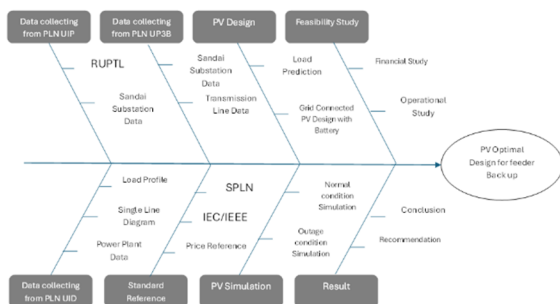 Data collecting
from PLN UIP
Data collecting
from PLN UP3B
PV Design
Feasibility Study
RUPTL
Sandai
Substation
Data
Sandai
Substation
Data
Transmission
Line Data
Load
Prediction
Grid Connected
PV Design with
Battery
Financial Study
Operational
Study
PV Optimal
Design for feeder
Back up
Load Profile
Single Line
Diagram
Power Plant
Data
SPLN
IEC/IEEE
Price Reference
Normal
condition
Simulation
Outage
condition
Simulation
Conclusion
Recommendation
Data collecting
from PLN UID
Standard
Reference
PV Simulation
Result